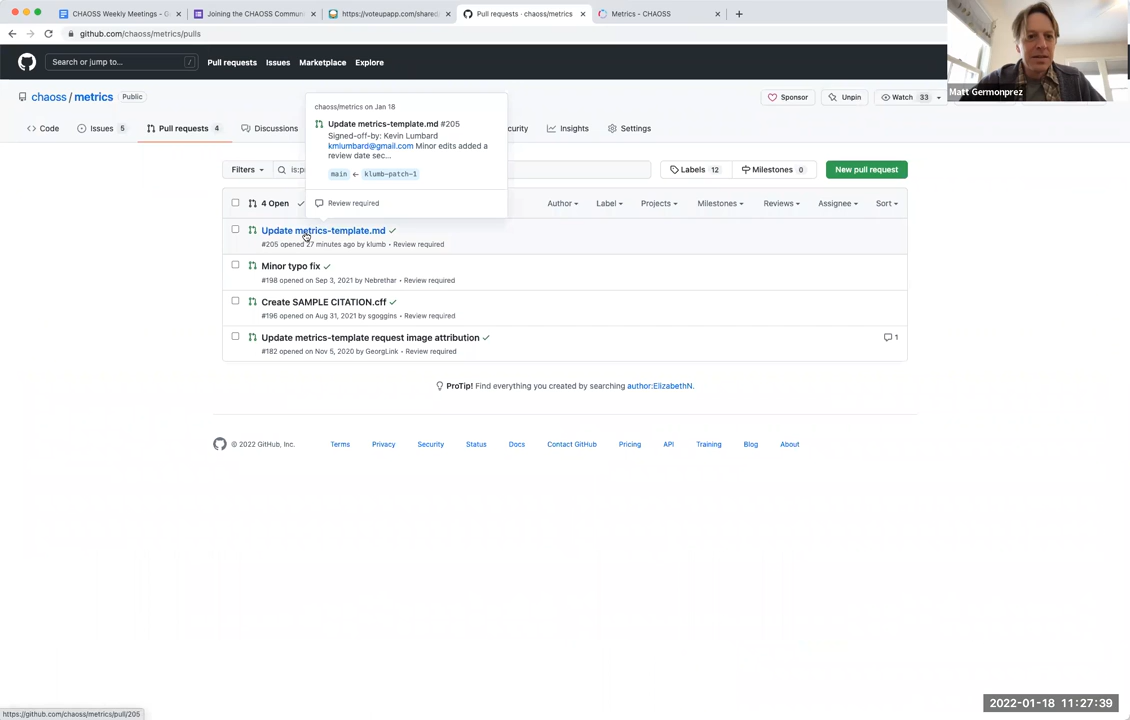 CHAOSS Weekly Meetings - G
Joining the CHAOSS Commun
https://voteupapp.com/shared
Pull requests · chaoss/metrics
Metrics - CHAOSS
github.com/chaoss/metrics/pulls
Matt Germonprez
Search or jump to...
/
Pull requests
Issues
Marketplace
Explore
chaoss / metrics
Public
Sponsor
Unpin
Watch 33
Code
Issues 5
Pull requests 4
Discussions
curity
Insights
Settings
chaoss/metrics on Jan 18
Update metrics-template.md #205
Signed-off-by: Kevin Lumbard
kmlumbard@gmail.com Minor edits added a
review date sec...
main ← klumb-patch-1
Review required
Filters
is:p
Labels 12
Milestones 0
New pull request
4 Open
Author
Label
Projects
Milestones
Reviews
Assignee
Sort
Update metrics-template.md
#205 opened 27 minutes ago by klumb • Review required
Minor typo fix
#198 opened on Sep 3, 2021 by Nebrethar • Review required
Create SAMPLE CITATION.cff
#196 opened on Aug 31, 2021 by sgoggins • Review required
Update metrics-template request image attribution
1
#182 opened on Nov 5, 2020 by GeorgLink • Review required
ProTip! Find everything you created by searching author:ElizabethN.
© 2022 GitHub, Inc.
Terms
Privacy
Security
Status
Docs
Contact GitHub
Pricing
API
Training
Blog
About
2022-01-18 11:27:39
https://github.com/chaoss/metrics/pull/205